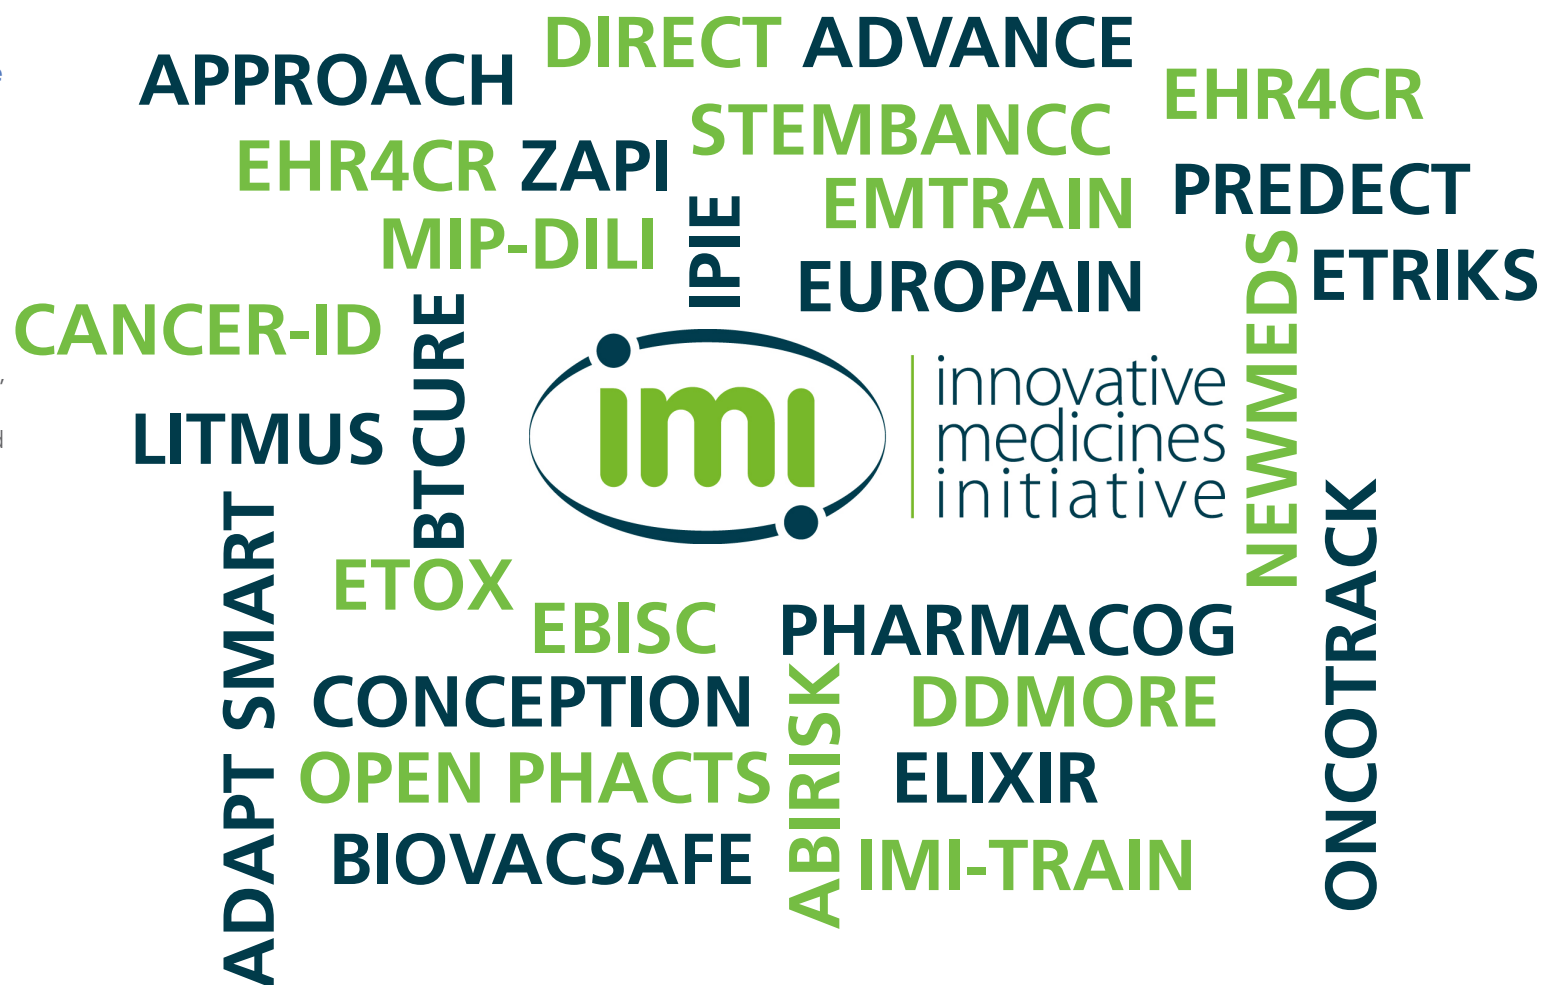 DIRECT ADVANCE
APPROACH
EHR4CR
STEMBANCC
EHR4CR ZAPI
PREDECT
EMTRAIN
MIP-DILI
IPIE
EUROPAIN
ETRIKS
NEWMEDS
CANCER-ID
BTCURE
imi
innovative
medicines
initiative
LITMUS
ADAPT SMART
ONCOTRACK
ETOX
EBISC
PHARMACOG
CONCEPTION
DDMORE
ABIRISK
OPEN PHACTS
ELIXIR
BIOVACSAFE
IMI-TRAIN